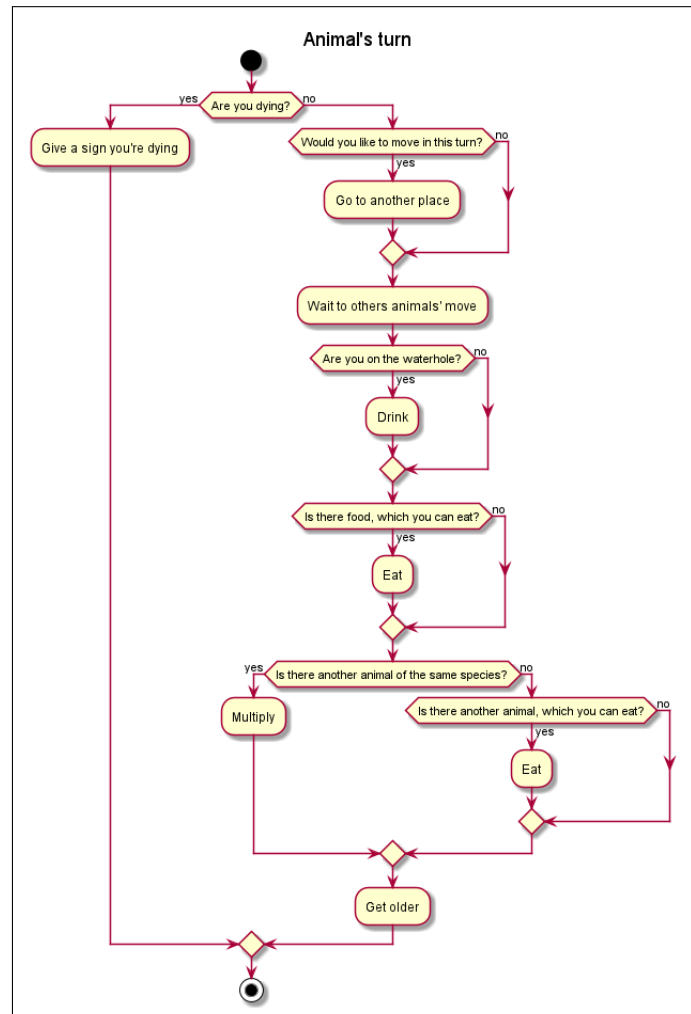 Animal's turn
yes
Are you dying?
no
Give a sign you're dying
Would you like to move in this turn?
no
yes
Go to another place
Wait to others animals' move
Are you on the waterhole?
no
yes
Drink
Is there food, which you can eat?
no
yes
Eat
yes
Is there another animal of the same species?
no
Multiply
Is there another animal, which you can eat?
no
yes
Eat
Get older